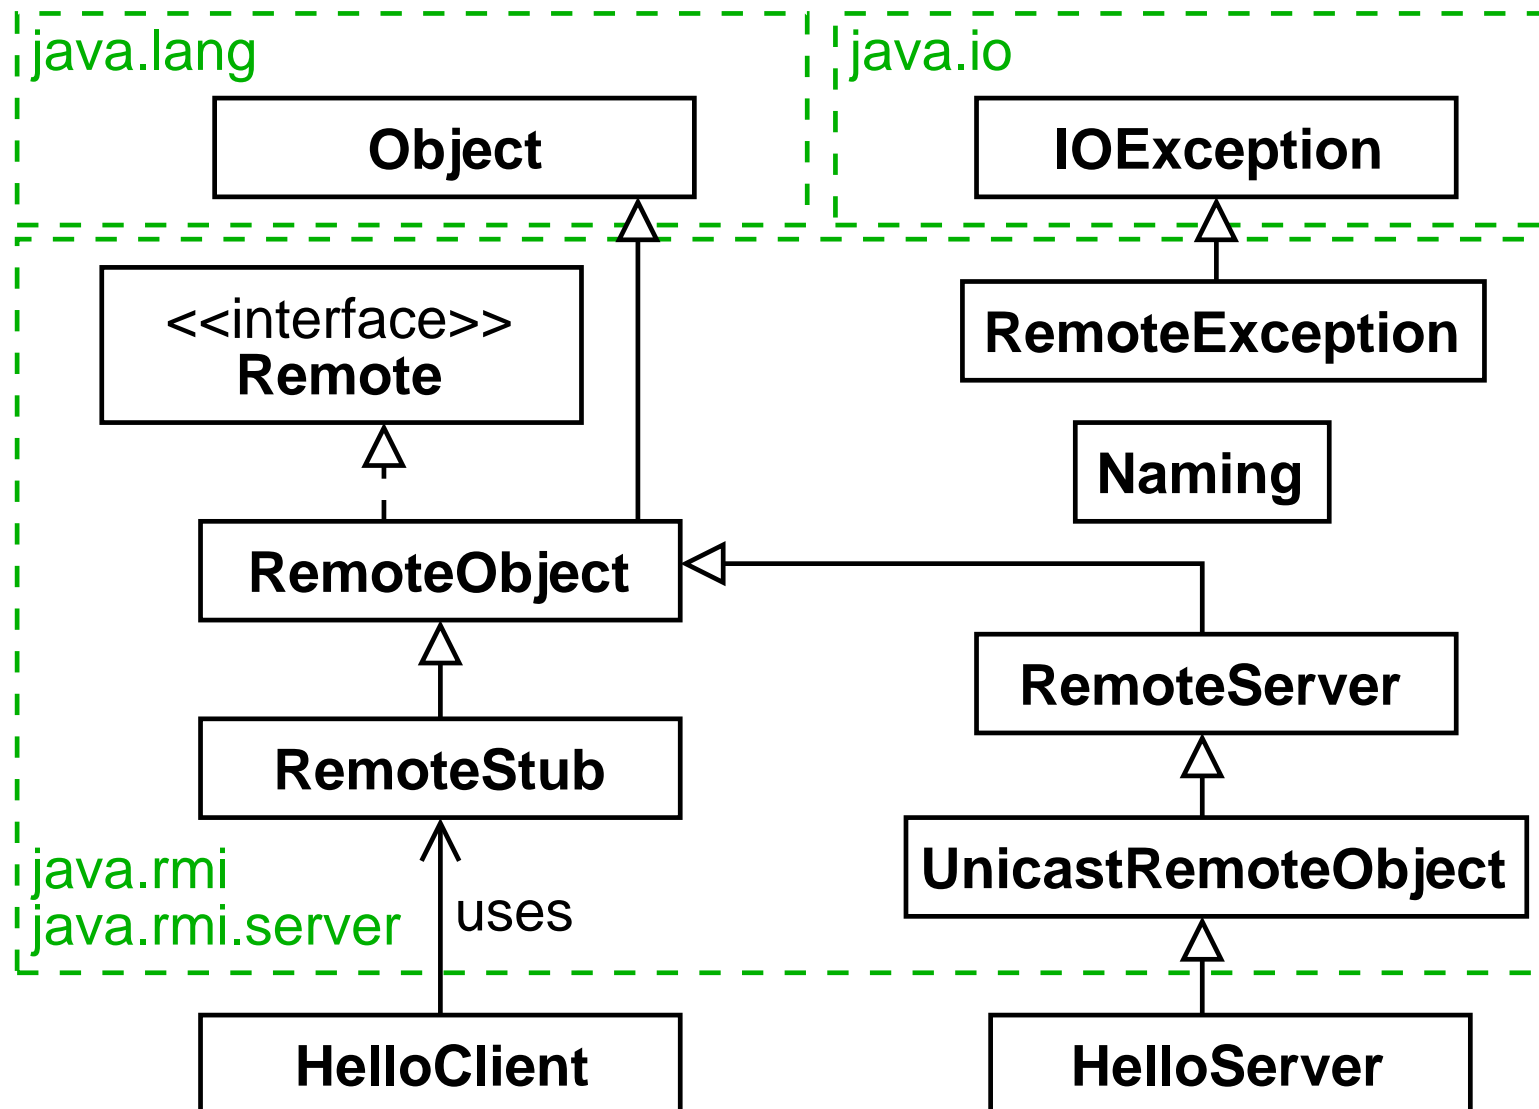 java.lang
java.io
Object
IOException
<<interface>>
Remote
RemoteException
Naming
RemoteObject
RemoteServer
RemoteStub
UnicastRemoteObject
java.rmi
java.rmi.server
uses
HelloClient
HelloServer